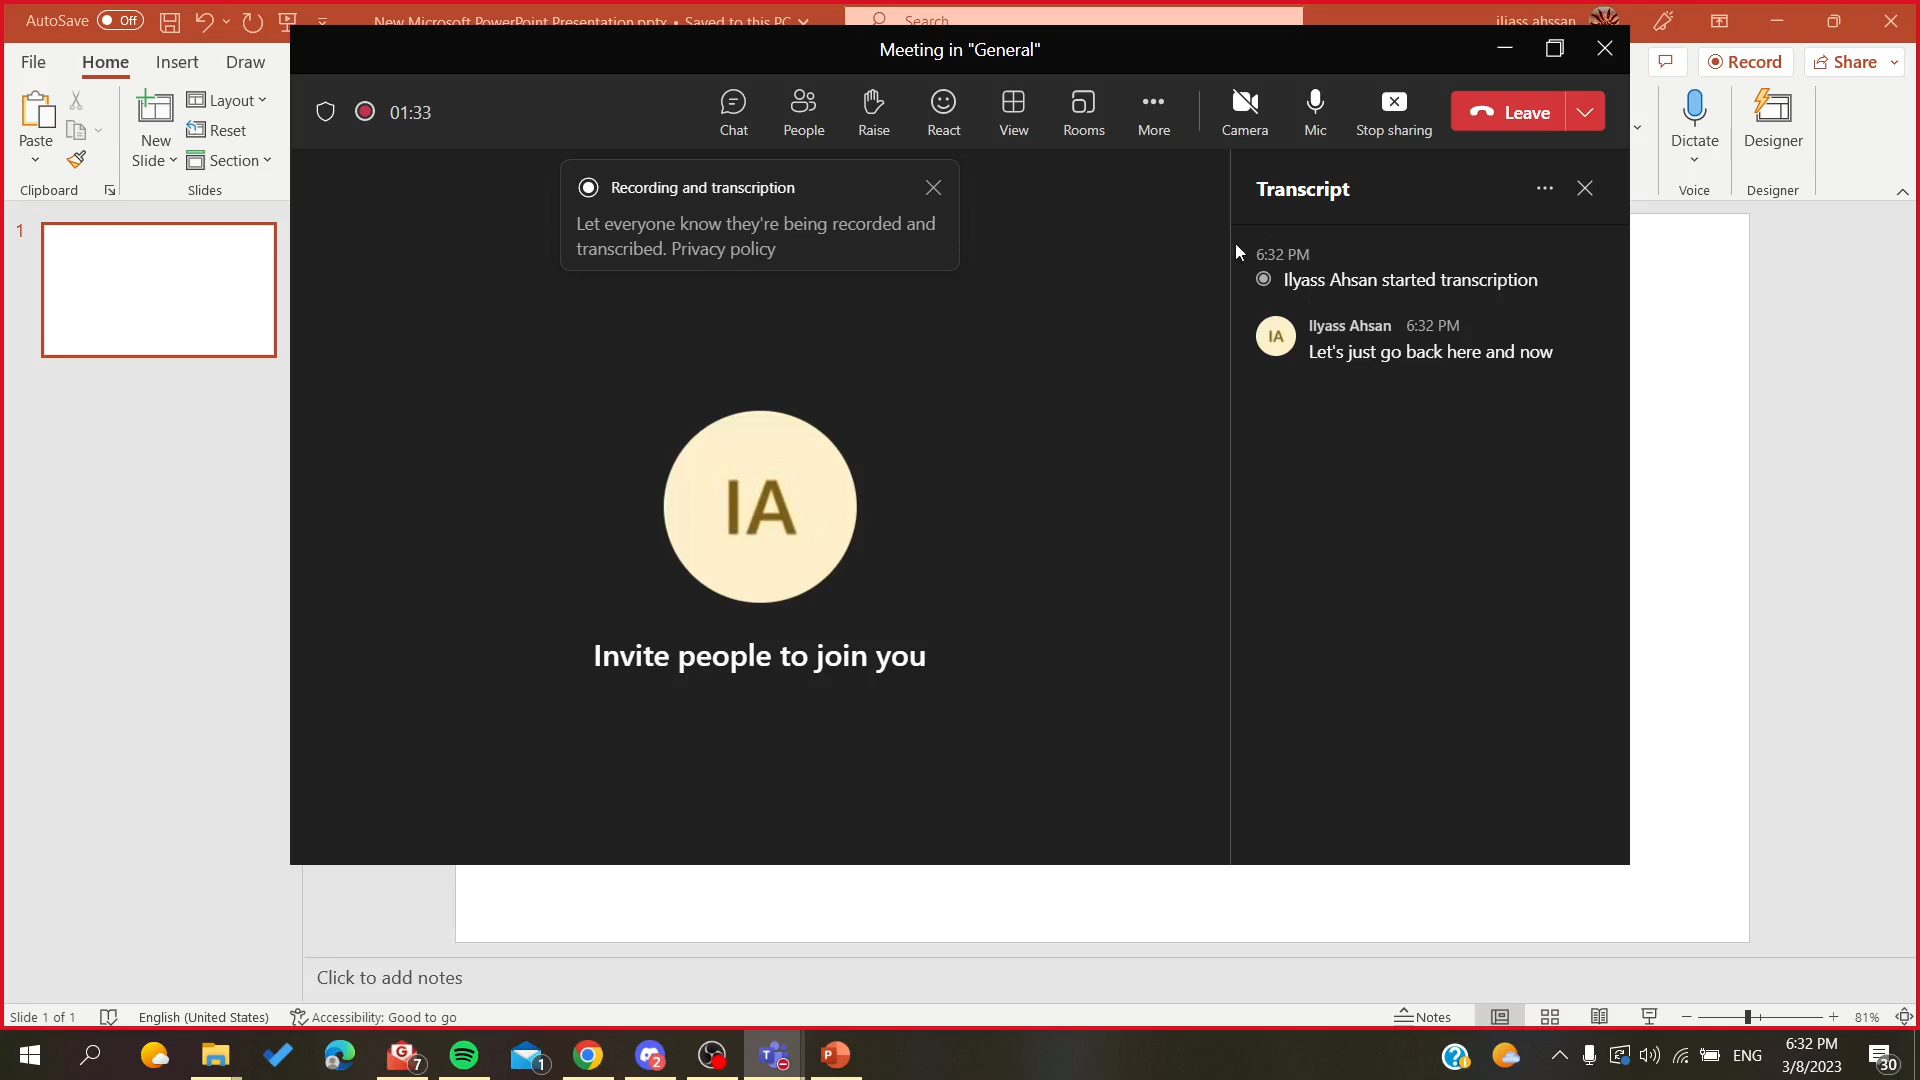 AutoSave Off New Microsoft PowerPoint Presentation.pptx • Saved to this PC Search iliass ahssan
Meeting in "General"
File Home Insert Draw
Record Share
Paste
New
Slide
Layout
Reset
Section
Clipboard
Slides
01:33
Chat People Raise React View Rooms More Camera Mic Stop sharing Leave
Dictate
Designer
Voice
Designer
Recording and transcription
Let everyone know they're being recorded and
transcribed. Privacy policy
Transcript
6:32 PM
Ilyass Ahsan started transcription
IA
Ilyass Ahsan 6:32 PM
Let's just go back here and now
1
IA
Invite people to join you
Click to add notes
Slide 1 of 1 English (United States) Accessibility: Good to go Notes 81%
G 7 1 2 T P ENG
6:32 PM
3/8/2023
30